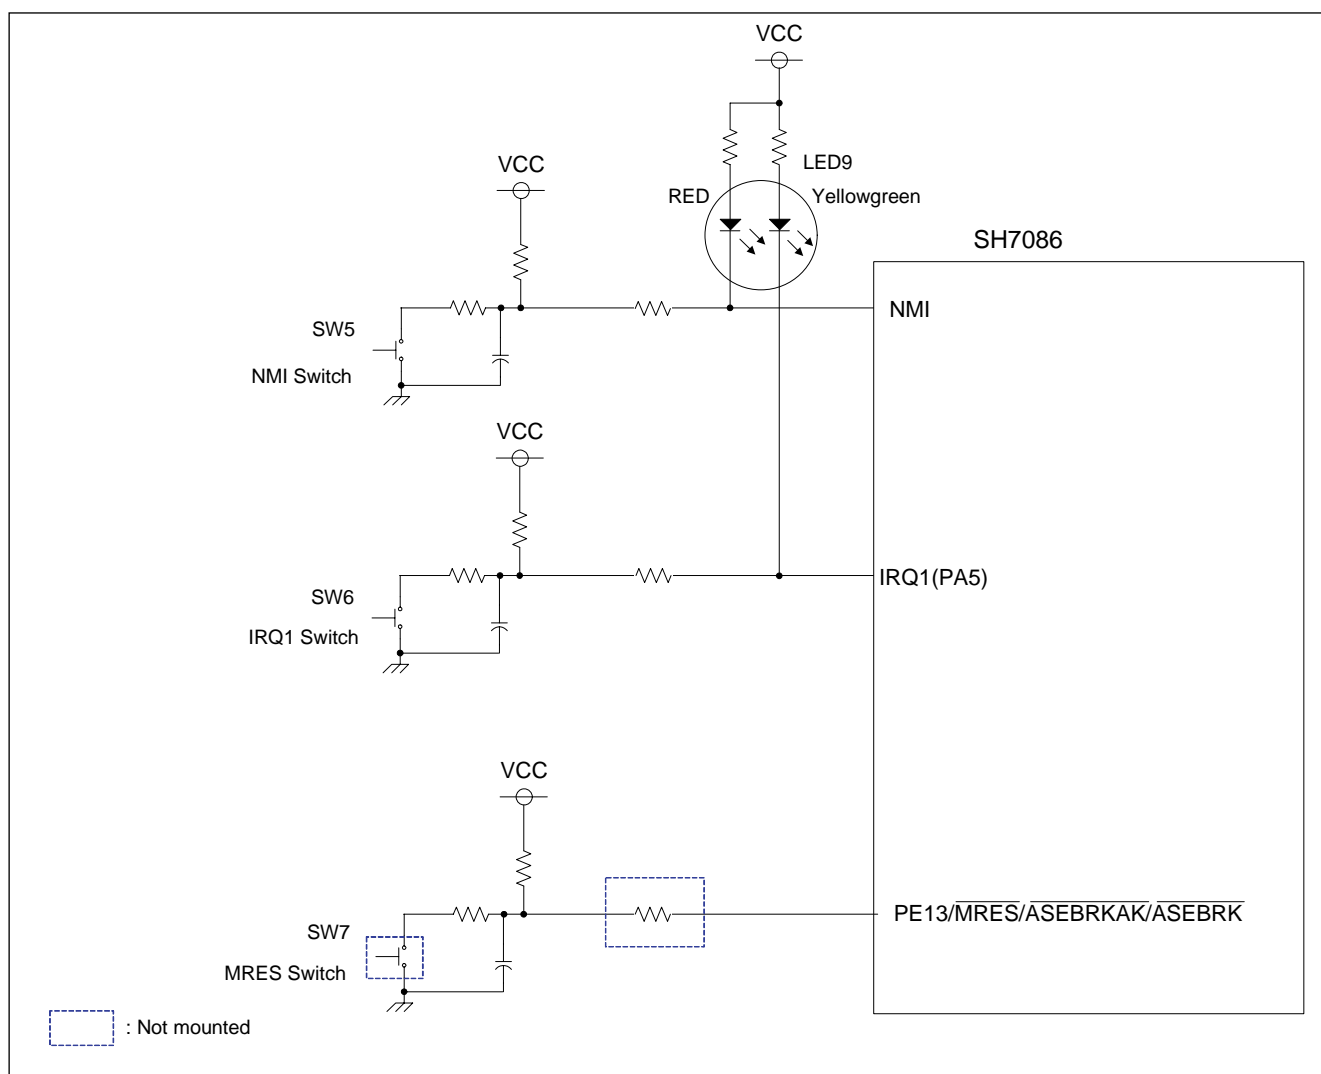 VCC
LED9
VCC
RED
Yellowgreen
SH7086
NMI
SW5
NMI Switch
VCC
IRQ1(PA5)
SW6
IRQ1 Switch
VCC
PE13/MRES/ASEBRKAK/ASEBRK
SW7
MRES Switch
: Not mounted